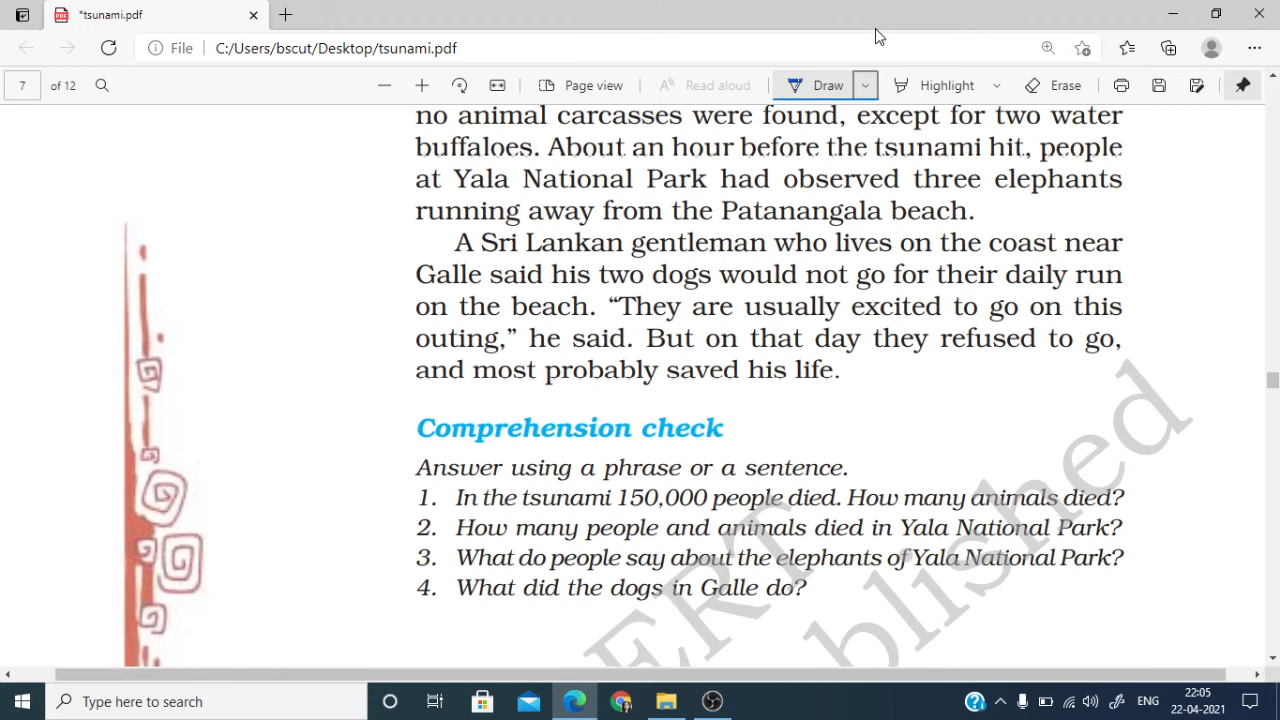 *tsunami.pdf
File C:/Users/bscut/Desktop/tsunami.pdf
7 of 12 Page view Read aloud Draw Highlight Erase
no animal carcasses were found, except for two water
buffaloes. About an hour before the tsunami hit, people
at Yala National Park had observed three elephants
running away from the Patanangala beach.
A Sri Lankan gentleman who lives on the coast near
Galle said his two dogs would not go for their daily run
on the beach. “They are usually excited to go on this
outing,” he said. But on that day they refused to go,
and most probably saved his life.
Comprehension check
Answer using a phrase or a sentence.
1. In the tsunami 150,000 people died. How many animals died?
2. How many people and animals died in Yala National Park?
3. What do people say about the elephants of Yala National Park?
4. What did the dogs in Galle do?
ERT
blished
Type here to search ENG 22:05
22-04-2021